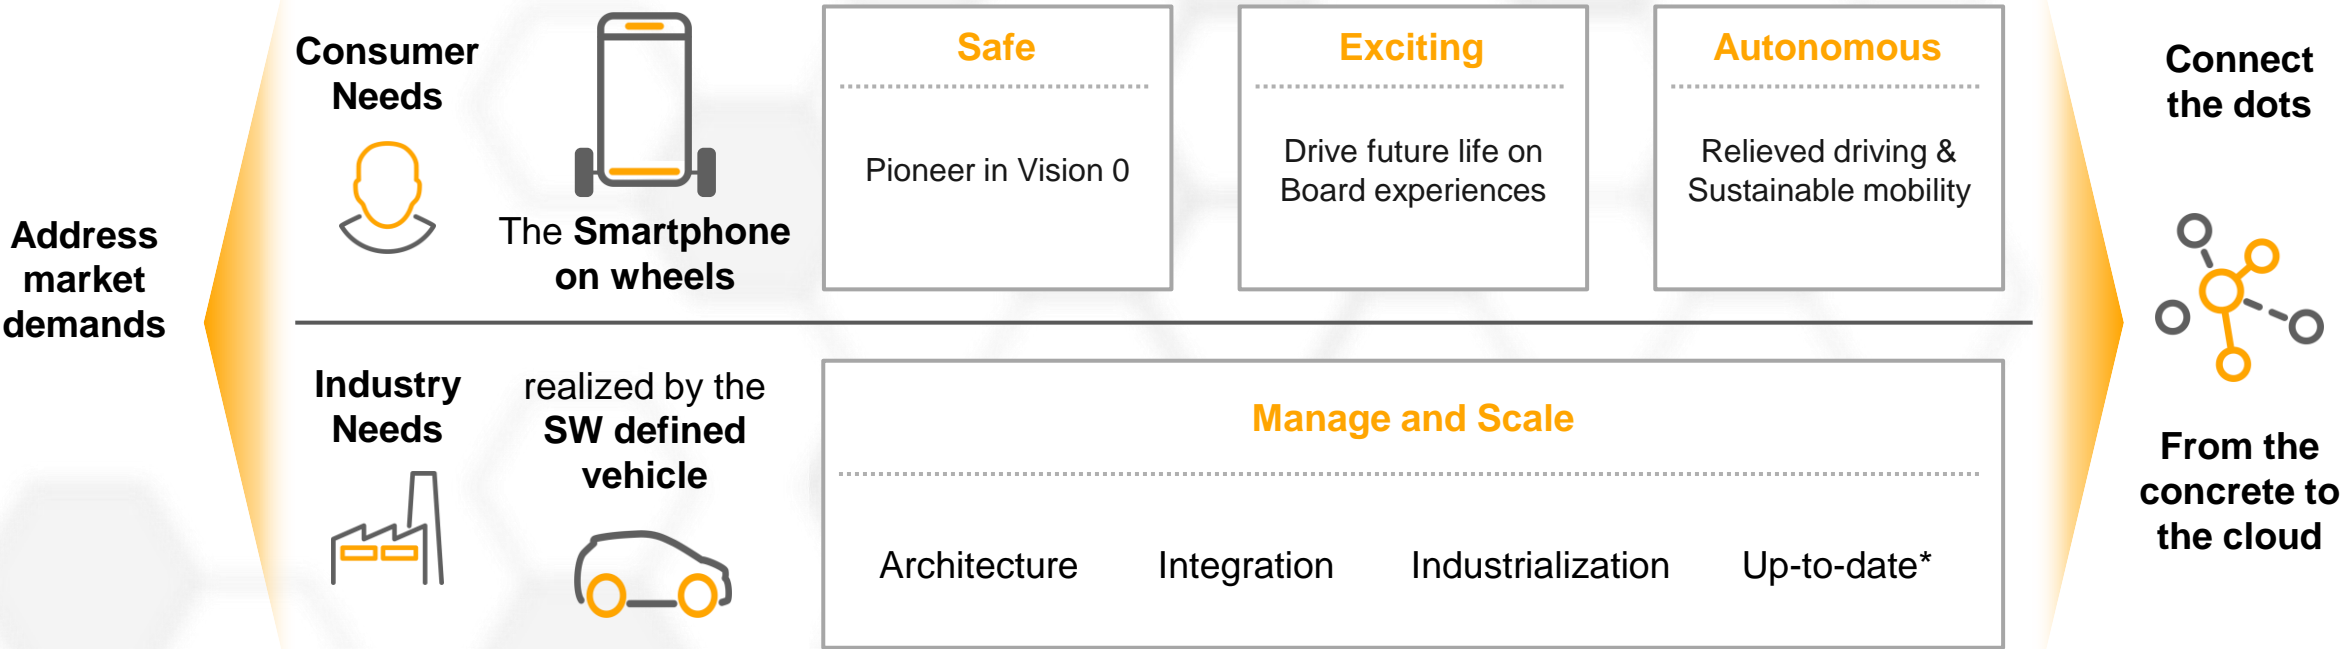 Address
market
demands
Consumer
Needs
The Smartphone
on wheels
Safe
Pioneer in Vision 0
Exciting
Drive future life on
Board experiences
Autonomous
Relieved driving &
Sustainable mobility
Industry
Needs
realized by the
SW defined
vehicle
Manage and Scale
Architecture
Integration
Industrialization
Up-to-date*
Connect
the dots
From the
concrete to
the cloud